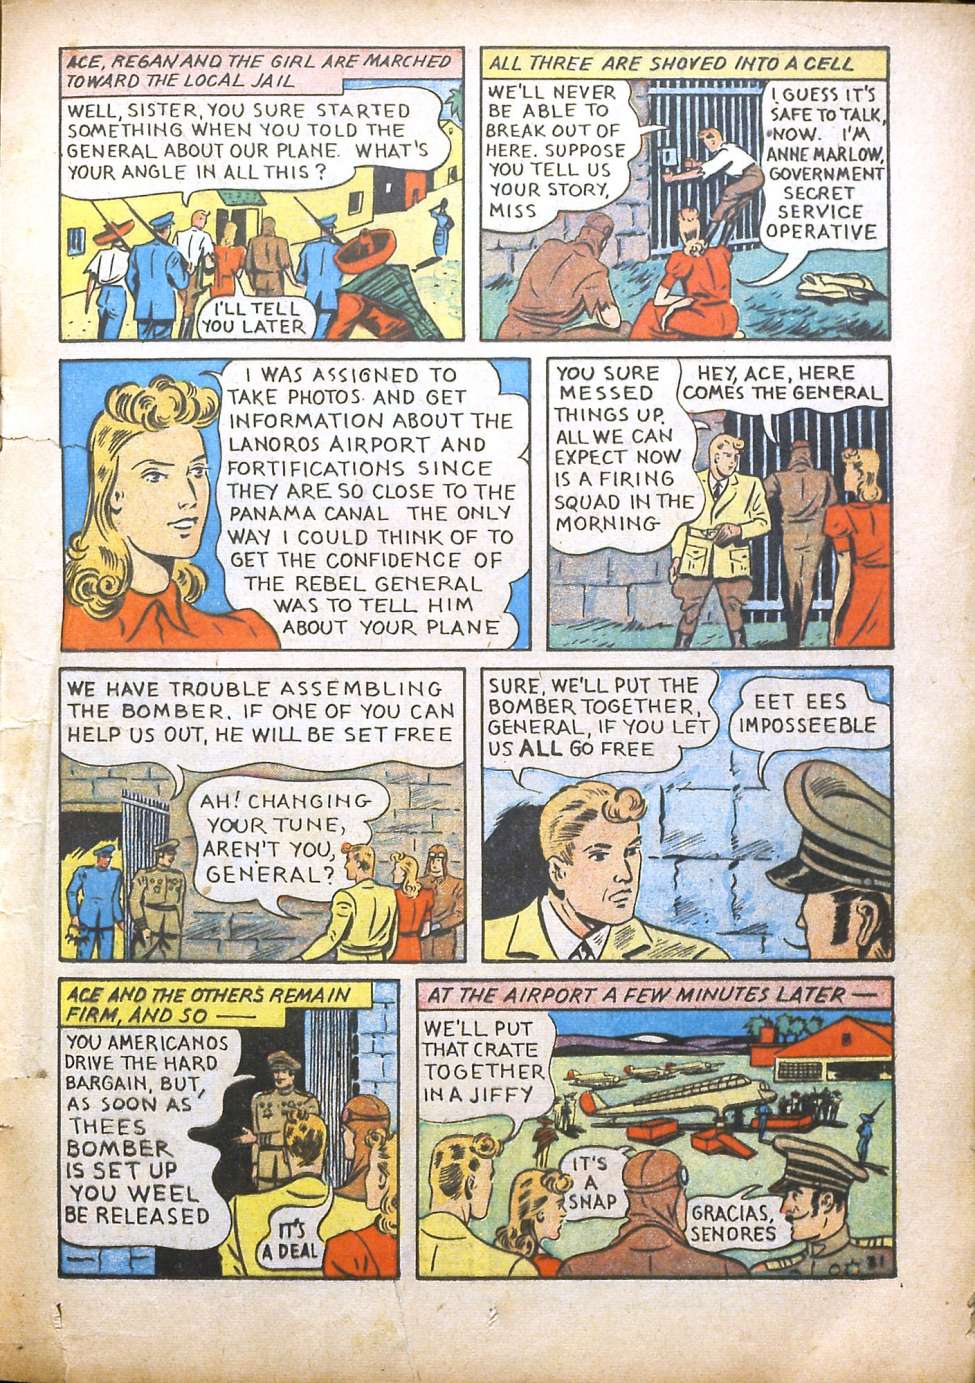 ACE, REGAN AND THE GIRL ARE MARCHED
TOWARD THE LOCAL JAIL
WELL, SISTER, YOU SURE STARTED
SOMETHING WHEN YOU TOLD THE
GENERAL ABOUT OUR PLANE. WHAT'S
YOUR ANGLE IN ALL THIS?
I'LL TELL
YOU LATER
ALL THREE ARE SHOVED INTO A CELL
WE'LL NEVER
BE ABLE TO
BREAK OUT OF
HERE. SUPPOSE
YOU TELL US
YOUR STORY,
MISS
I GUESS IT'S
SAFE TO TALK,
NOW. I'M
ANNE MARLOW,
GOVERNMENT
SECRET
SERVICE
OPERATIVE
I WAS ASSIGNED TO
TAKE PHOTOS AND GET
INFORMATION ABOUT THE
LANOROS AIRPORT AND
FORTIFICATIONS SINCE
THEY ARE SO CLOSE TO THE
PANAMA CANAL THE ONLY
WAY I COULD THINK OF TO
GET THE CONFIDENCE OF
THE REBEL GENERAL
WAS TO TELL HIM
ABOUT YOUR PLANE
YOU SURE
MESSED
THINGS UP.
ALL WE CAN
EXPECT NOW
IS A FIRING
SQUAD IN THE
MORNING
HEY, ACE, HERE
COMES THE GENERAL
WE HAVE TROUBLE ASSEMBLING
THE BOMBER. IF ONE OF YOU CAN
HELP US OUT, HE WILL BE SET FREE
AH! CHANGING
YOUR TUNE,
AREN'T YOU,
GENERAL?
SURE, WE'LL PUT THE
BOMBER TOGETHER,
GENERAL, IF YOU LET
US ALL GO FREE
EET EES
IMPOSSEEBLE
ACE AND THE OTHERS REMAIN
FIRM, AND SO —
YOU AMERICANOS
DRIVE THE HARD
BARGAIN, BUT,
AS SOON AS
THEES
BOMBER
IS SET UP
YOU WEEL
BE RELEASED
IT'S
A DEAL
AT THE AIRPORT A FEW MINUTES LATER —
WE'LL PUT
THAT CRATE
TOGETHER
IN A JIFFY
IT'S
A
SNAP
GRACIAS,
SENORES
31